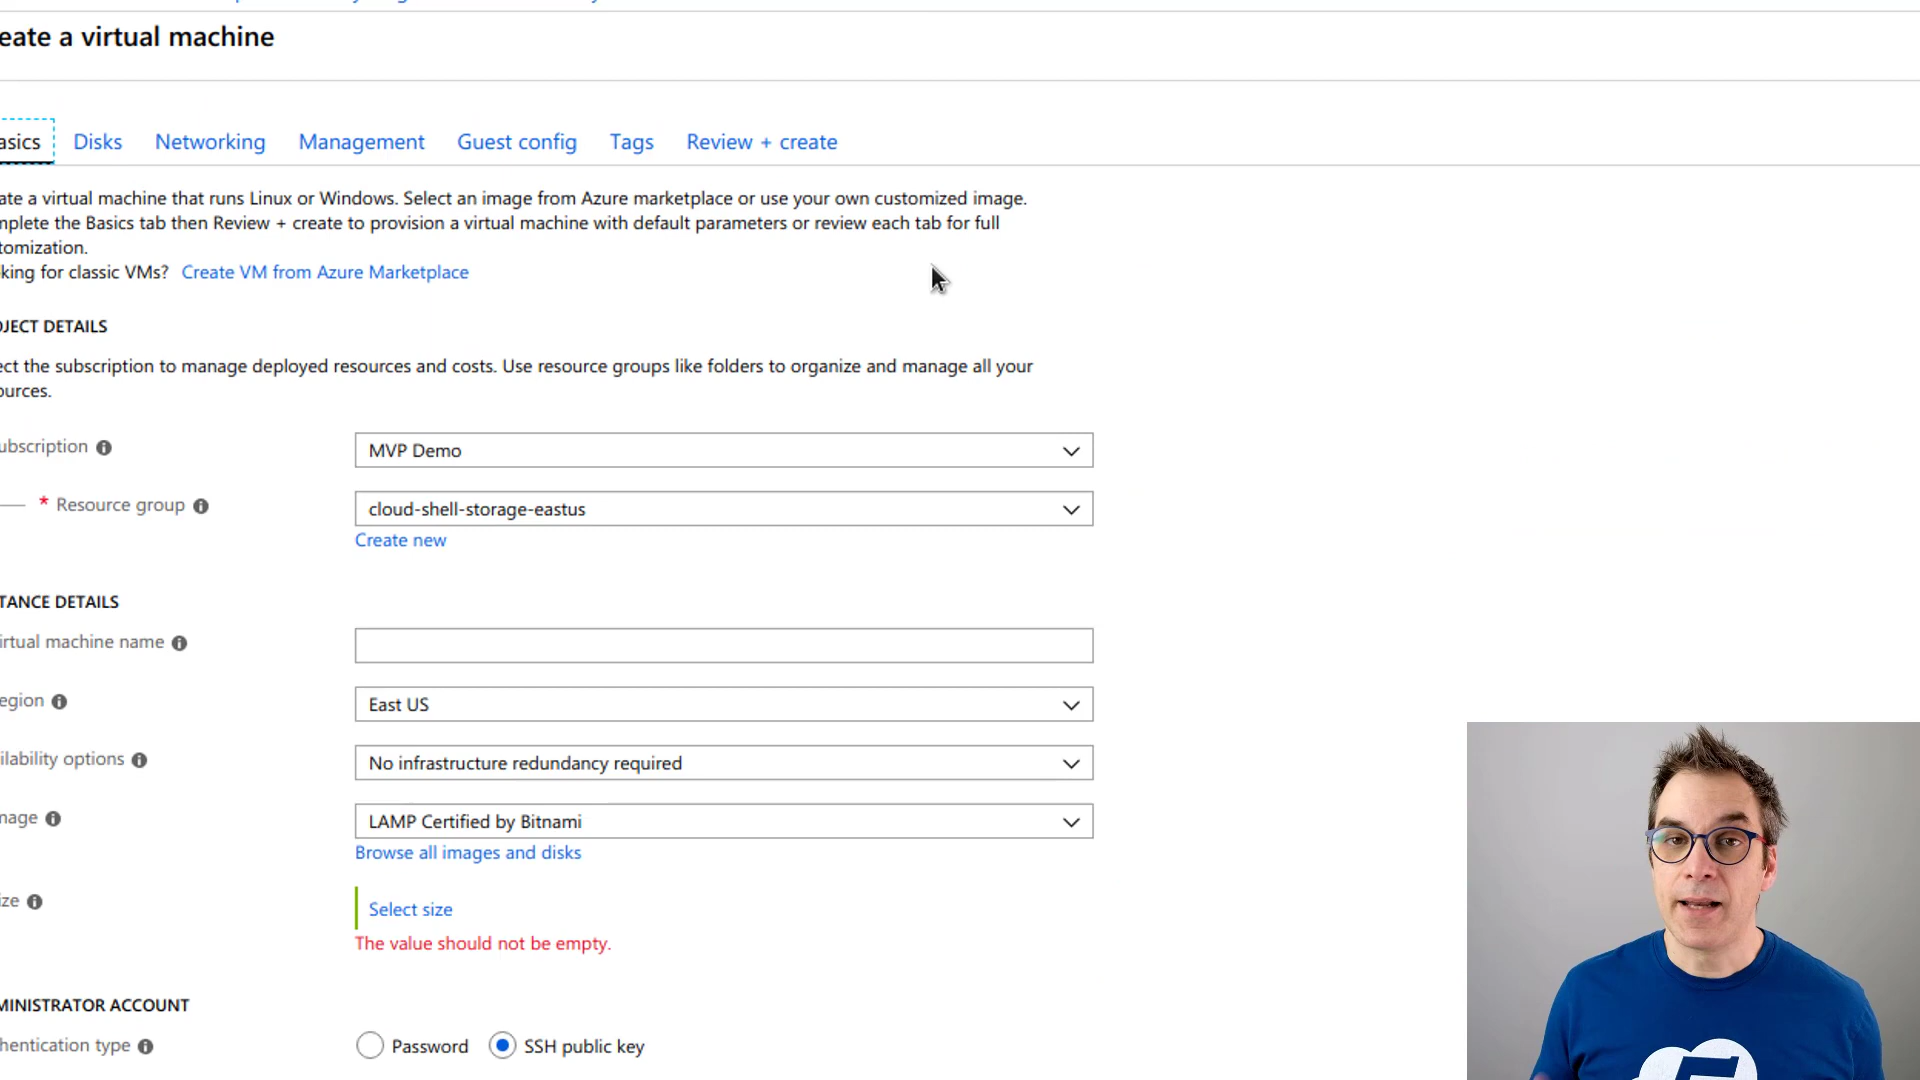 eate a virtual machine
asics Disks Networking Management Guest config Tags Review + create
ate a virtual machine that runs Linux or Windows. Select an image from Azure marketplace or use your own customized image.
mplete the Basics tab then Review + create to provision a virtual machine with default parameters or review each tab for full
tomization.
king for classic VMs? Create VM from Azure Marketplace
OJECT DETAILS
ect the subscription to manage deployed resources and costs. Use resource groups like folders to organize and manage all your
ources.
ubscription MVP Demo
* Resource group cloud-shell-storage-eastus
Create new
TANCE DETAILS
irtual machine name
egion East US
ilability options No infrastructure redundancy required
mage LAMP Certified by Bitnami
Browse all images and disks
ize Select size
The value should not be empty.
MINISTRATOR ACCOUNT
hentication type Password SSH public key